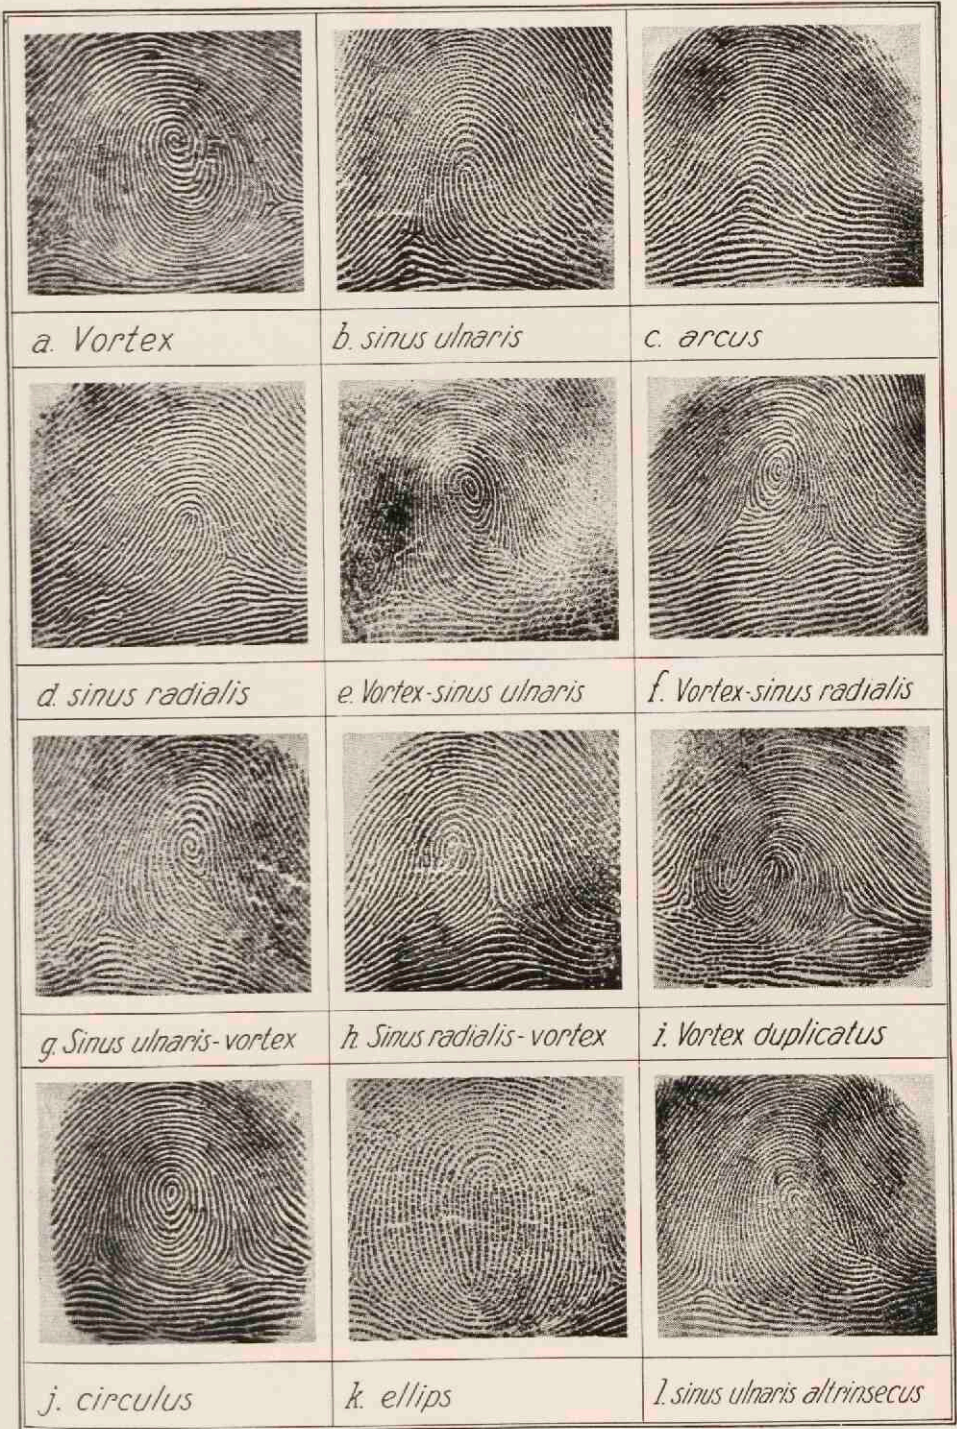 a. Vortex
b. sinus ulnaris
c. arcus
d. sinus radialis
e. Vortex-sinus ulnaris
f. Vortex-sinus radialis
g. Sinus ulnaris-vortex
h. Sinus radialis-vortex
i. Vortex duplicatus
j. circulus
k. ellips
l. sinus ulnaris altrinsecus